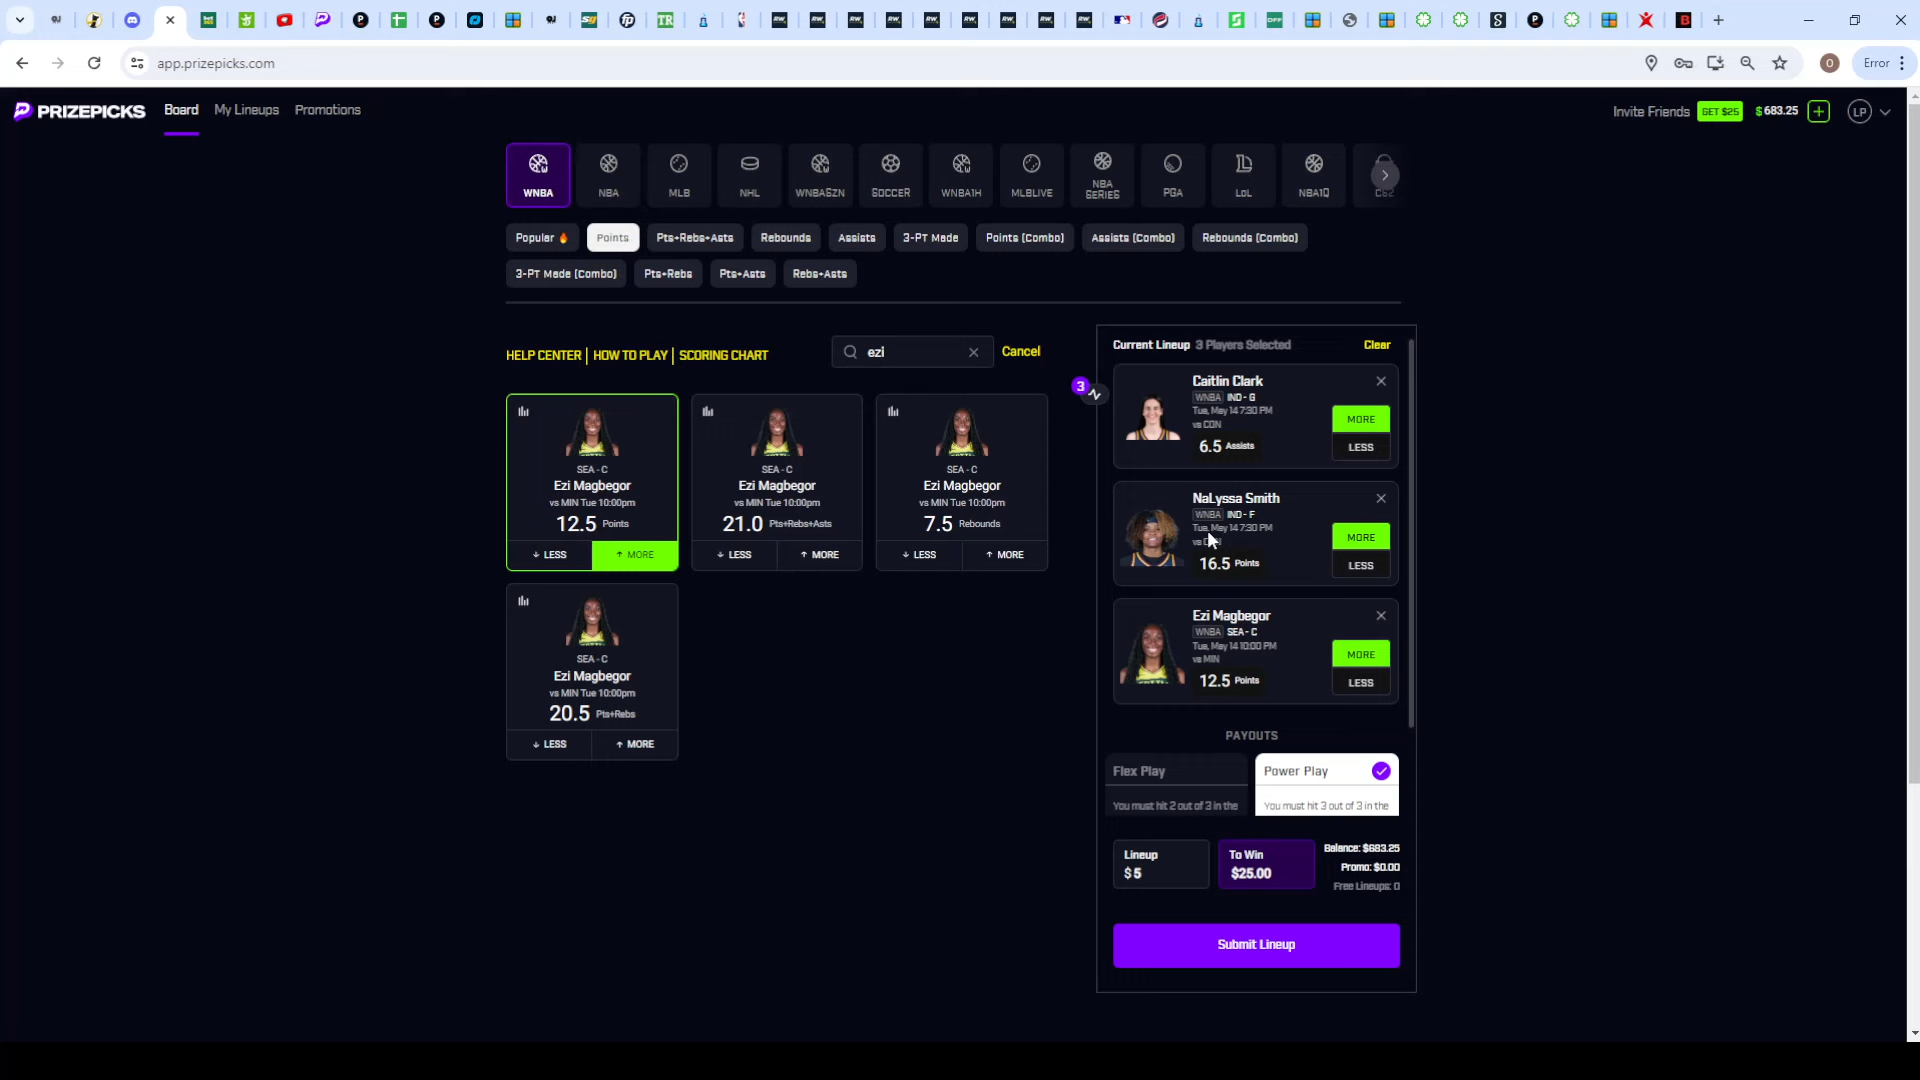 app.prizepicks.com
Error
PRIZEPICKS
Board
My Lineups
Promotions
Invite Friends
GET $25
$ 683.25
LP
WNBA
NBA
MLB
NHL
WNBASZN
SOCCER
WNBA1H
MLBLIVE
NBA
SERIES
PGA
LoL
NBA1Q
CS2
Popular
Points
Pts+Rebs+Asts
Rebounds
Assists
3-PT Made
Points (Combo)
Assists (Combo)
Rebounds (Combo)
3-PT Made (Combo)
Pts+Rebs
Pts+Asts
Rebs+Asts
HELP CENTER | HOW TO PLAY | SCORING CHART
ezi
Cancel
SEA - C
Ezi Magbegor
vs MIN Tue 10:00pm
12.5 Points
LESS
MORE
SEA - C
Ezi Magbegor
vs MIN Tue 10:00pm
21.0 Pts+Rebs+Asts
LESS
MORE
SEA - C
Ezi Magbegor
vs MIN Tue 10:00pm
7.5 Rebounds
LESS
MORE
SEA - C
Ezi Magbegor
vs MIN Tue 10:00pm
20.5 Pts+Rebs
LESS
MORE
3
Current Lineup 3 Players Selected
Clear
Caitlin Clark
WNBA IND - G
Tue, May 14 7:30 PM
vs CON
6.5 Assists
MORE
LESS
NaLyssa Smith
WNBA IND - F
Tue, May 14 7:30 PM
vs
16.5 Points
MORE
LESS
Ezi Magbegor
WNBA SEA - C
Tue, May 14 10:00 PM
vs MIN
12.5 Points
MORE
LESS
PAYOUTS
Flex Play
You must hit 2 out of 3 in the
Power Play
You must hit 3 out of 3 in the
Lineup
$ 5
To Win
$25.00
Balance: $683.25
Promo: $0.00
Free Lineups: 0
Submit Lineup